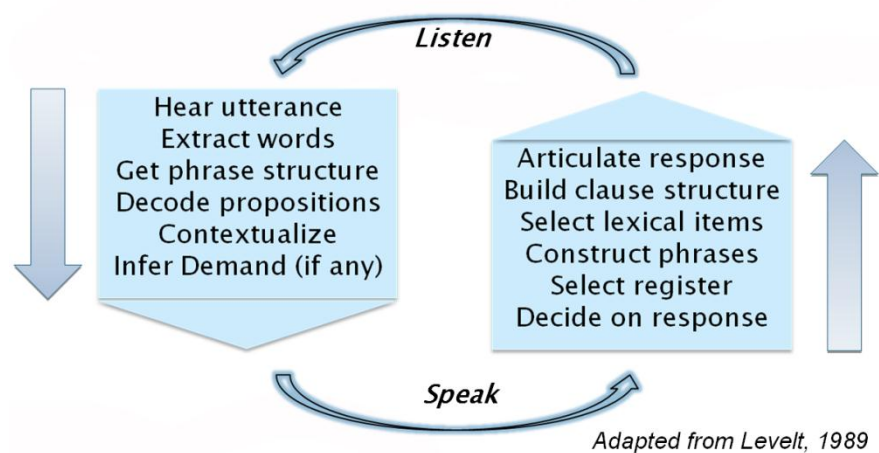 Listen
Hear utterance
Extract words
Get phrase structure
Decode propositions
Contextualize
Infer Demand (if any)
Articulate response
Build clause structure
Select lexical items
Construct phrases
Select register
Decide on response
Speak
Adapted from Levelt, 1989